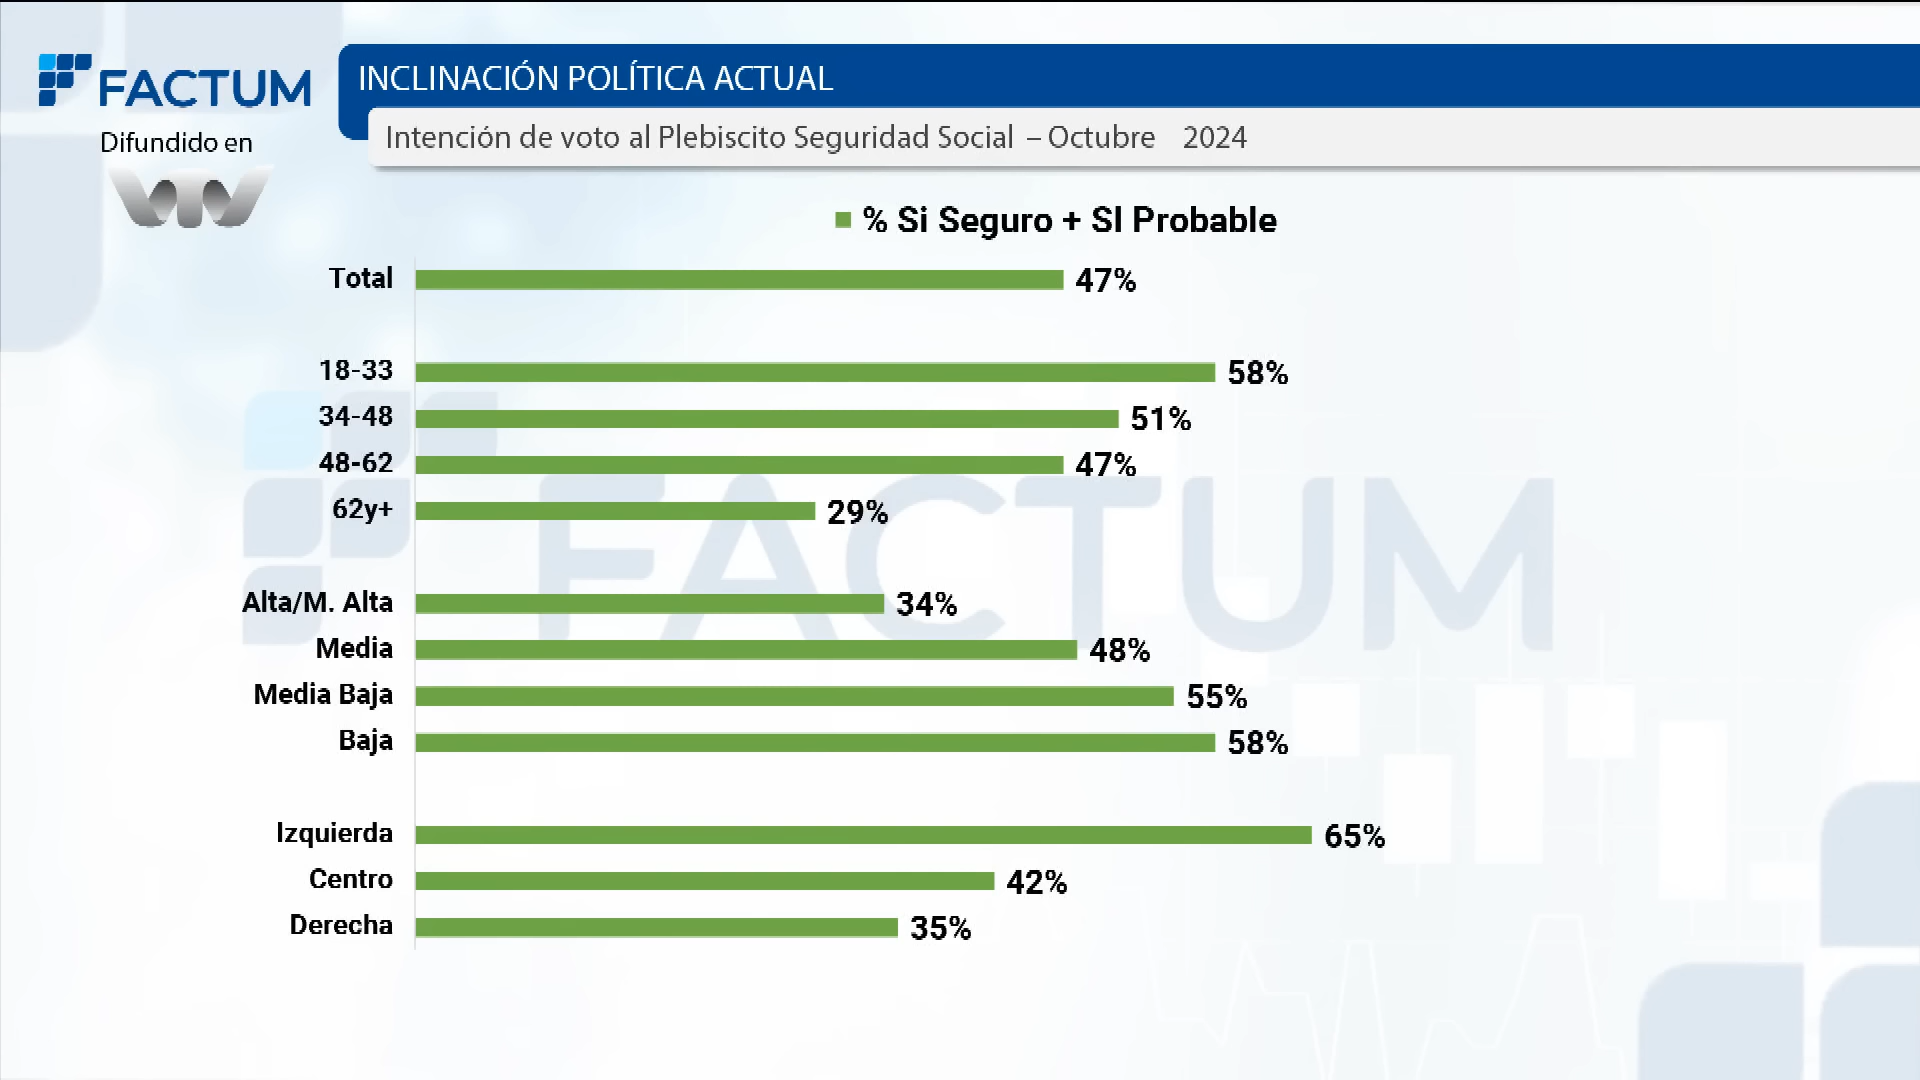 FACTUM
Difundido en
VTV
INCLINACIÓN POLÍTICA ACTUAL
Intención de voto al Plebiscito Seguridad Social – Octubre 2024
% Si Seguro + SI Probable
Total 47%
18-33 58%
34-48 51%
48-62 47%
62y+ 29%
Alta/M. Alta 34%
Media 48%
Media Baja 55%
Baja 58%
Izquierda 65%
Centro 42%
Derecha 35%
FACTUM